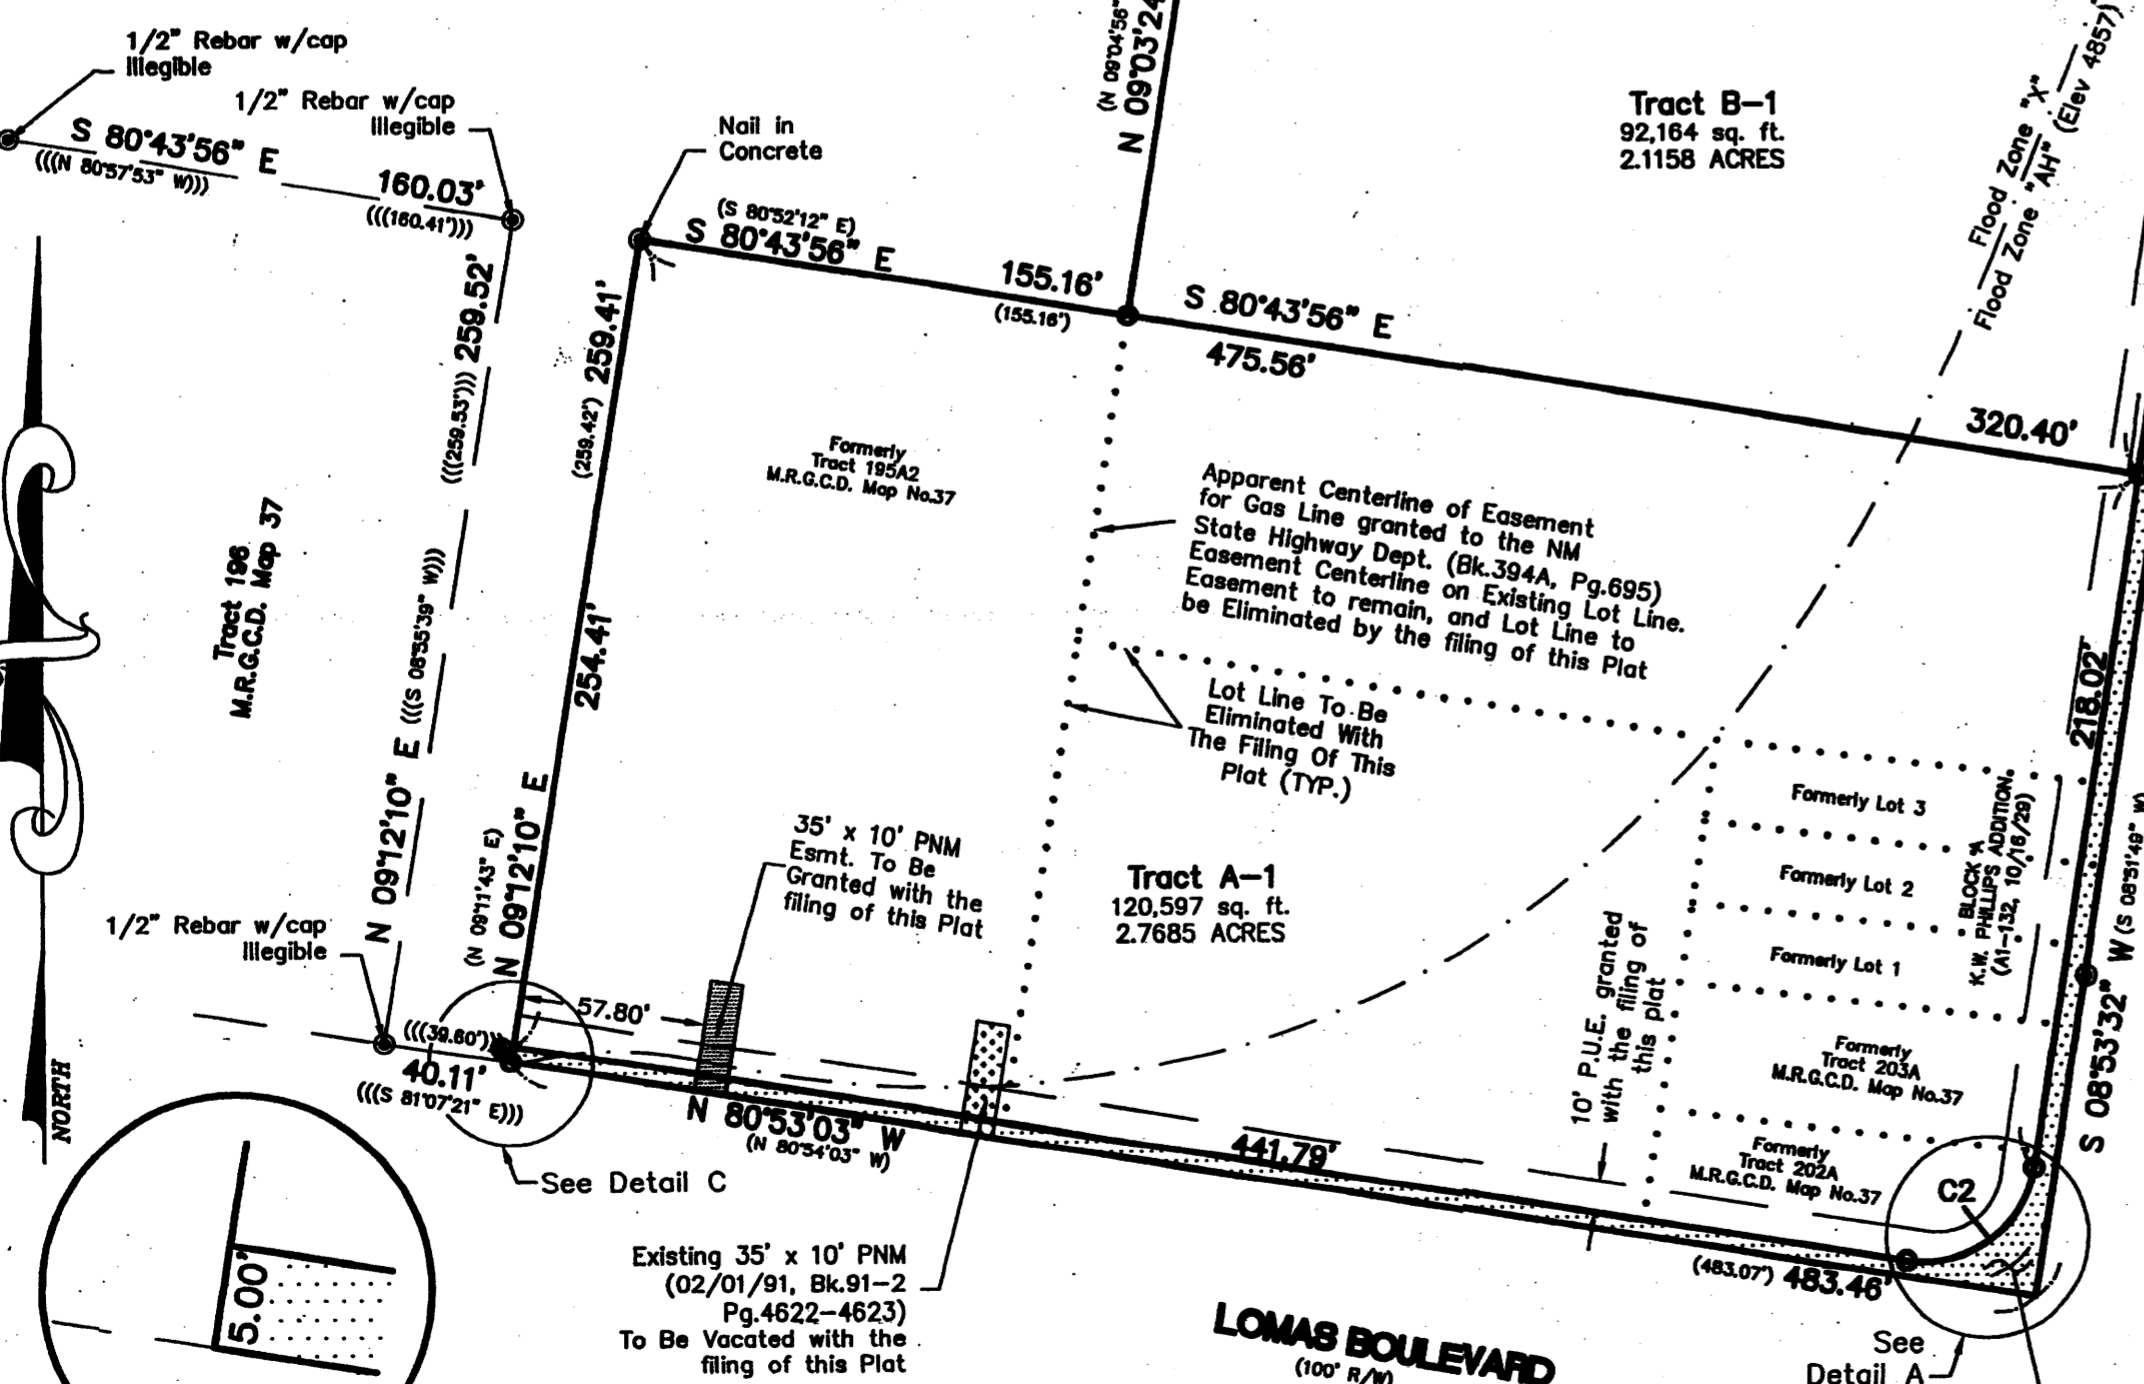 1/2" Rebar w/cap
Illegible
1/2" Rebar w/cap
Illegible
S 80°43'56" E
(((N 80°57'53" W)))
160.03'
(((160.41')))
Nail in
Concrete
(S 80°52'12" E)
S 80°43'56" E
155.16'
(155.16')
(N 09°04'56"
N 09°03'24
Tract B-1
92,164 sq. ft.
2.1158 ACRES
Flood Zone "X"
Flood Zone "AH" (Elev 4857)
S 80°43'56" E
475.56'
320.40'
(((259.53'))) 259.52'
(259.42') 259.41'
Formerly
Tract 195A2
M.R.G.C.D. Map No.37
Apparent Centerline of Easement
for Gas Line granted to the NM
State Highway Dept. (Bk.394A, Pg.695)
Easement Centerline on Existing Lot Line.
Easement to remain, and Lot Line to
be Eliminated by the filing of this Plat
Tract 196
M.R.G.C.D. Map 37
N 09°12'10" E (((S 08°55'39" W)))
254.41'
(N 09°11'43" E)
N 09°12'10" E
Lot Line To Be
Eliminated With
The Filing Of This
Plat (TYP.)
218.02'
Formerly Lot 3
Formerly Lot 2
Formerly Lot 1
BLOCK "A
K.W. PHILLIPS ADDITION
(A1-132, 10/16/29)
35' x 10' PNM
Esmt. To Be
Granted with the
filing of this Plat
Tract A-1
120,597 sq. ft.
2.7685 ACRES
10' P.U.E. granted
with the filing of
this plat
S 08°53'32" W (S 08°51'49" W)
Formerly
Tract 203A
M.R.G.C.D. Map No.37
Formerly
Tract 202A
M.R.G.C.D. Map No.37
C2
1/2" Rebar w/cap
Illegible
57.80'
(((39.60')))
40.11'
(((S 81°07'21" E)))
N 80°53'03" W
(N 80°54'03" W)
441.79'
(483.07') 483.46'
See Detail C
NORTH
5.00'
Existing 35' x 10' PNM
(02/01/91, Bk.91-2
Pg.4622-4623)
To Be Vacated with the
filing of this Plat
LOMAS BOULEVARD
(100' R/W)
See
Detail A